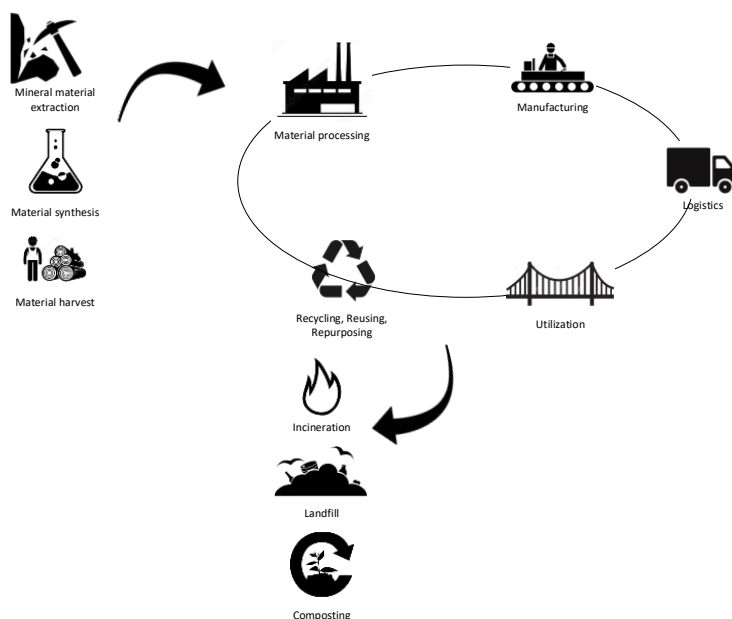 Mineral material
extraction
Material synthesis
Material harvest
Material processing
Manufacturing
Logistics
Utilization
Recycling, Reusing,
Repurposing
Incineration
Landfill
Composting